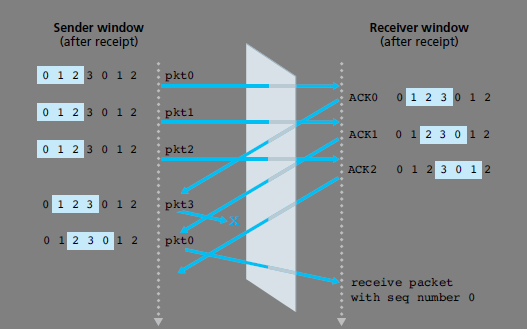 Sender window
(after receipt)
Receiver window
(after receipt)
0 1 2 3 0 1 2
pkt0
ACK0
0 1 2 3 0 1 2
0 1 2 3 0 1 2
pkt1
ACK1
0 1 2 3 0 1 2
0 1 2 3 0 1 2
pkt2
ACK2
0 1 2 3 0 1 2
0 1 2 3 0 1 2
pkt3
X
0 1 2 3 0 1 2
pkt0
receive packet
with seq number 0